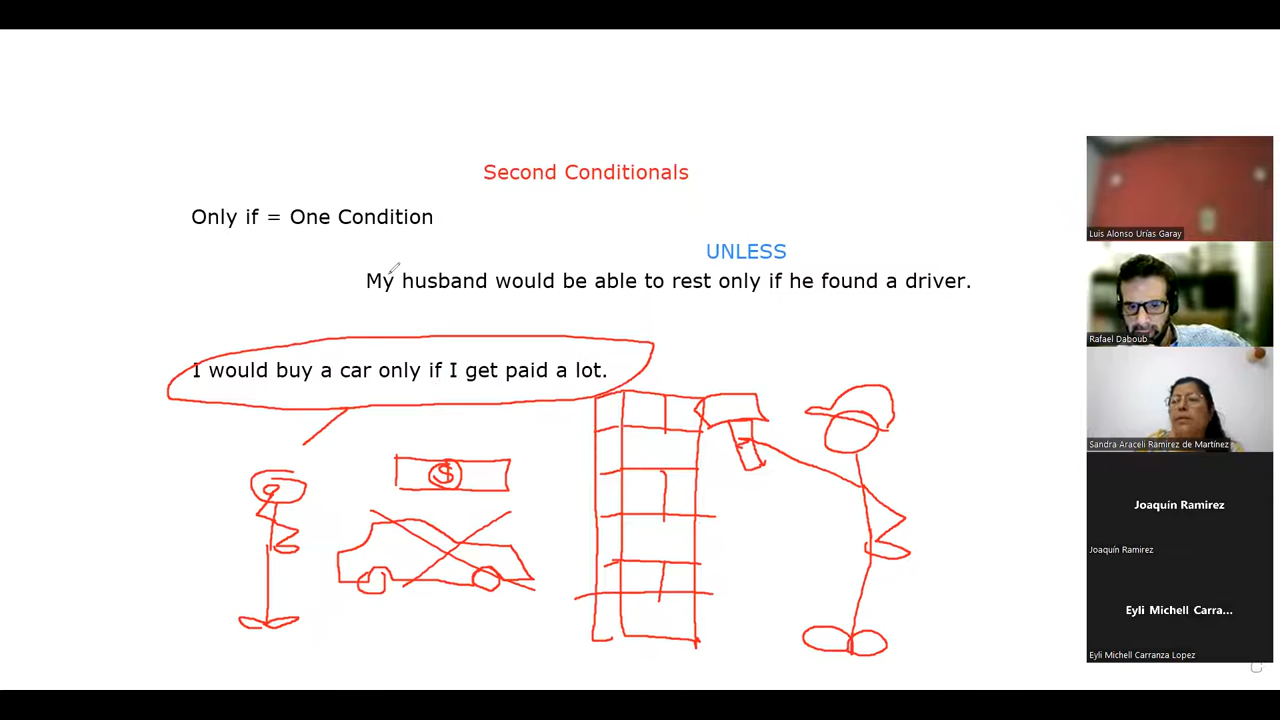 Second Conditionals
Only if = One Condition
UNLESS
My husband would be able to rest only if he found a driver.
I would buy a car only if I get paid a lot.
$
Luis Alonso Urías Garay
Rafael Daboub
Sandra Araceli Ramirez de Martínez
Joaquín Ramirez
Joaquín Ramirez
Eyli Michell Carra...
Eyli Michell Carranza Lopez